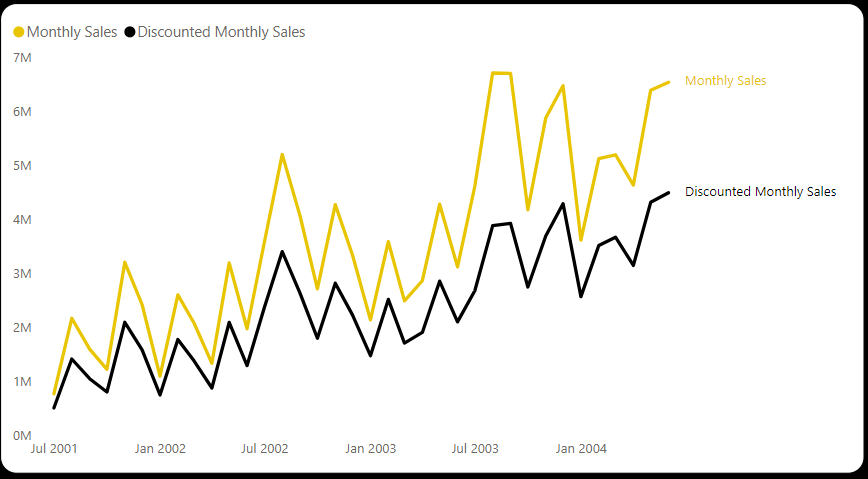 Monthly Sales Discounted Monthly Sales
7M
6M
5M
4M
3M
2M
1M
0M
Monthly Sales
Discounted Monthly Sales
Jul 2001 Jan 2002 Jul 2002 Jan 2003 Jul 2003 Jan 2004